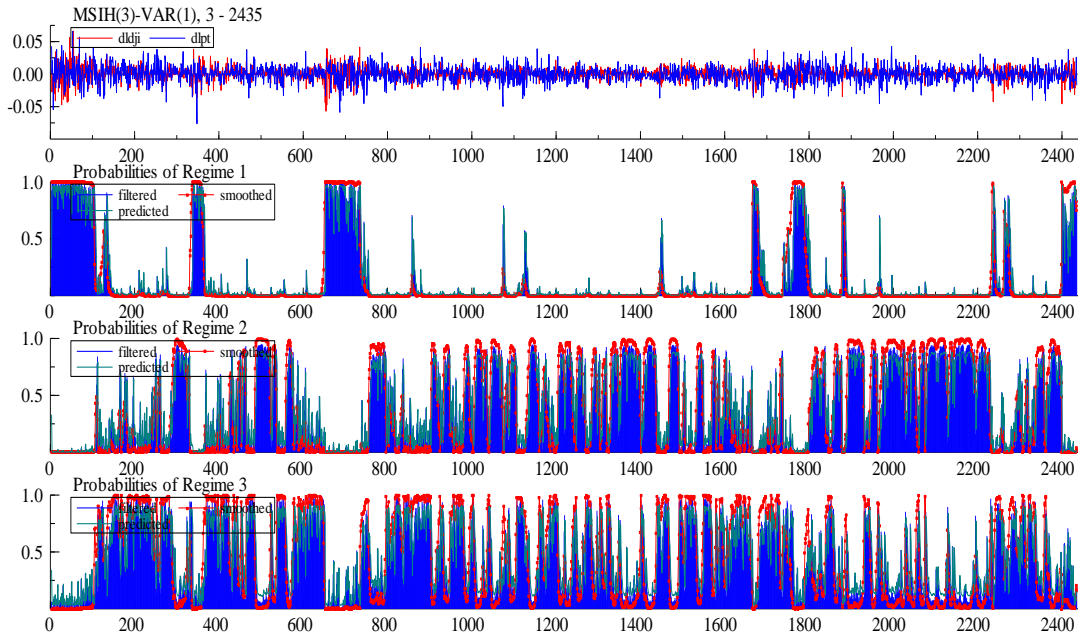 MSIH(3)-VAR(1), 3 - 2435
dldji dlpt
0.05
0.00
-0.05
0 200 400 600 800 1000 1200 1400 1600 1800 2000 2200 2400
Probabilities of Regime 1
1.0
filtered smoothed
predicted
0.5
0 200 400 600 800 1000 1200 1400 1600 1800 2000 2200 2400
Probabilities of Regime 2
1.0
filtered smoothed
predicted
0.5
0 200 400 600 800 1000 1200 1400 1600 1800 2000 2200 2400
Probabilities of Regime 3
1.0
filtered smoothed
predicted
0.5
0 200 400 600 800 1000 1200 1400 1600 1800 2000 2200 2400